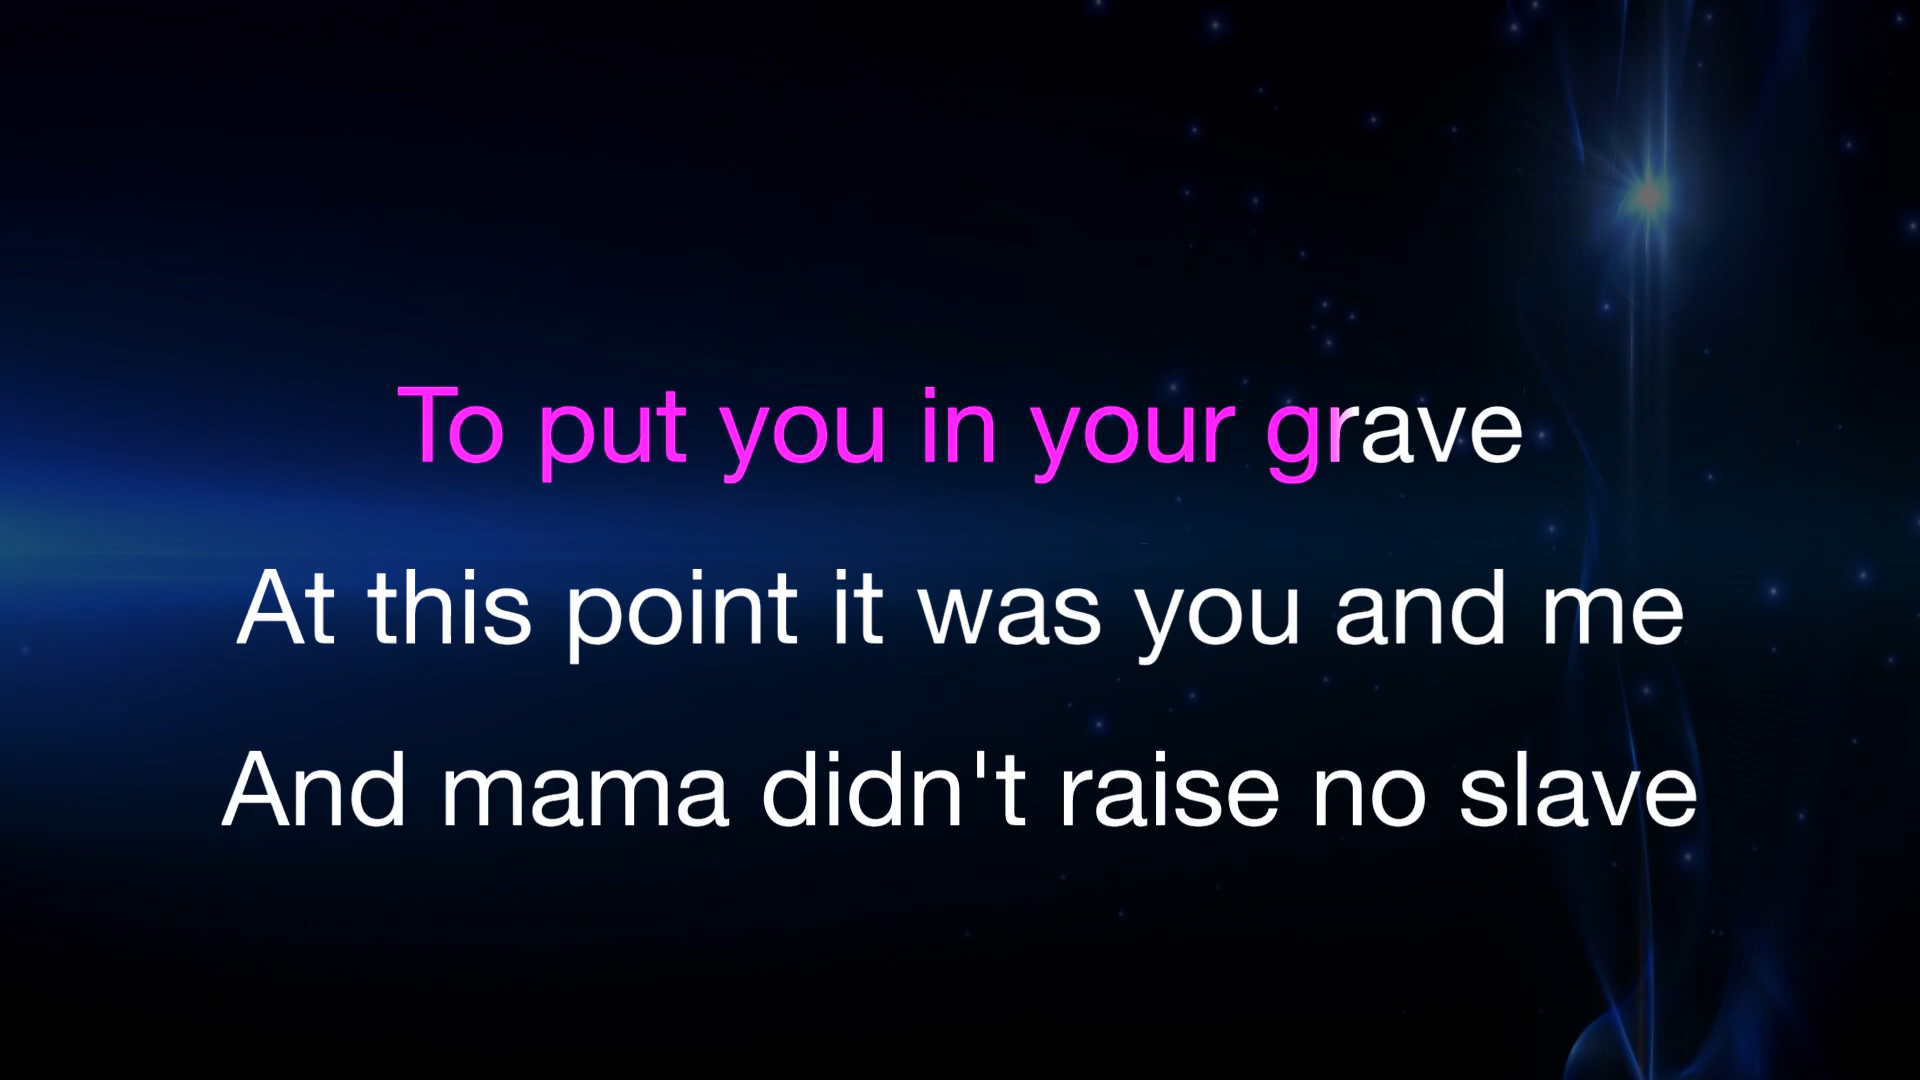 To put you in your grave
At this point it was you and me
And mama didn't raise no slave